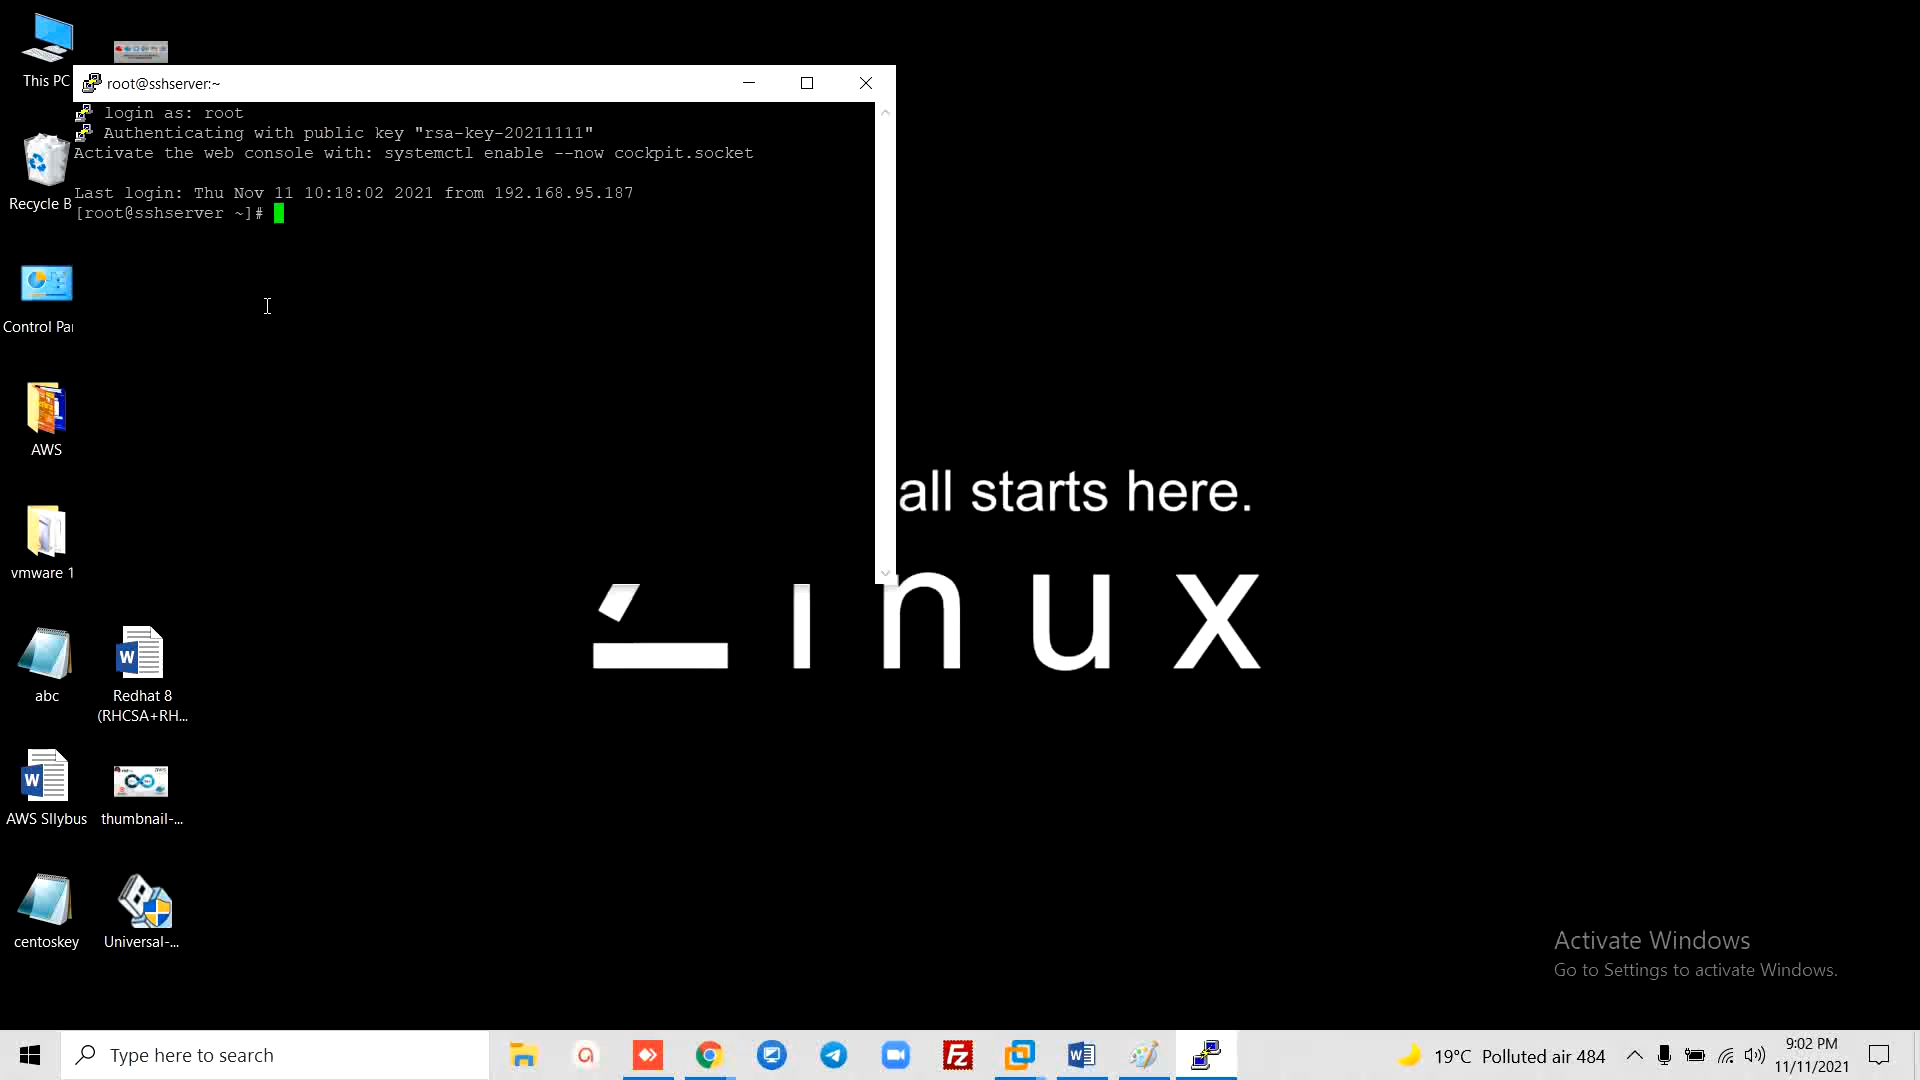 This PC
root@sshserver:~
login as: root
Authenticating with public key "rsa-key-20211111"
Activate the web console with: systemctl enable --now cockpit.socket
Last login: Thu Nov 11 10:18:02 2021 from 192.168.95.187
[root@sshserver ~]#
Recycle B
Control Pa
AWS
all starts here.
inux
vmware 1
abc
Redhat 8
(RHCSA+RH...
AWS Sllybus
thumbnail-...
centoskey
Universal-...
Activate Windows
Go to Settings to activate Windows.
Type here to search
19°C Polluted air 484
9:02 PM
11/11/2021